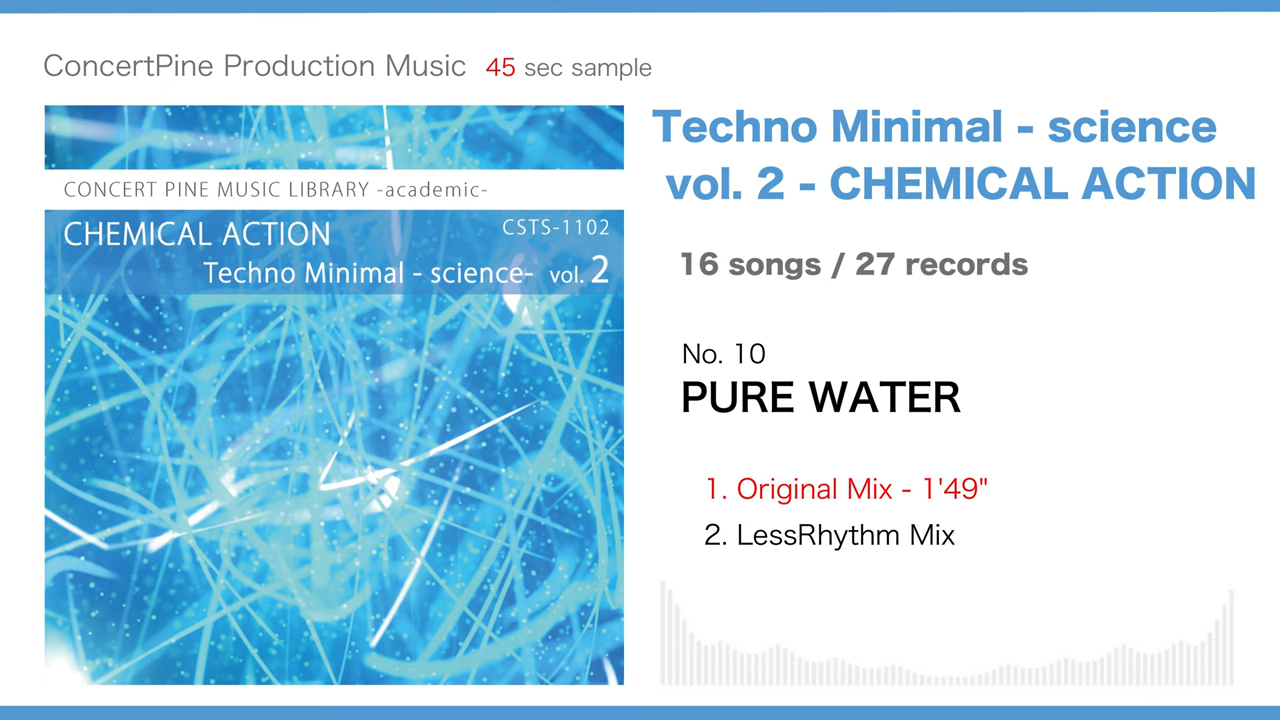 ConcertPine Production Music 45 sec sample
CONCERT PINE MUSIC LIBRARY -academic-
CHEMICAL ACTION CSTS-1102
Techno Minimal - science- vol. 2
Techno Minimal - science
vol. 2 - CHEMICAL ACTION
16 songs / 27 records
No. 10
PURE WATER
1. Original Mix - 1'49"
2. LessRhythm Mix